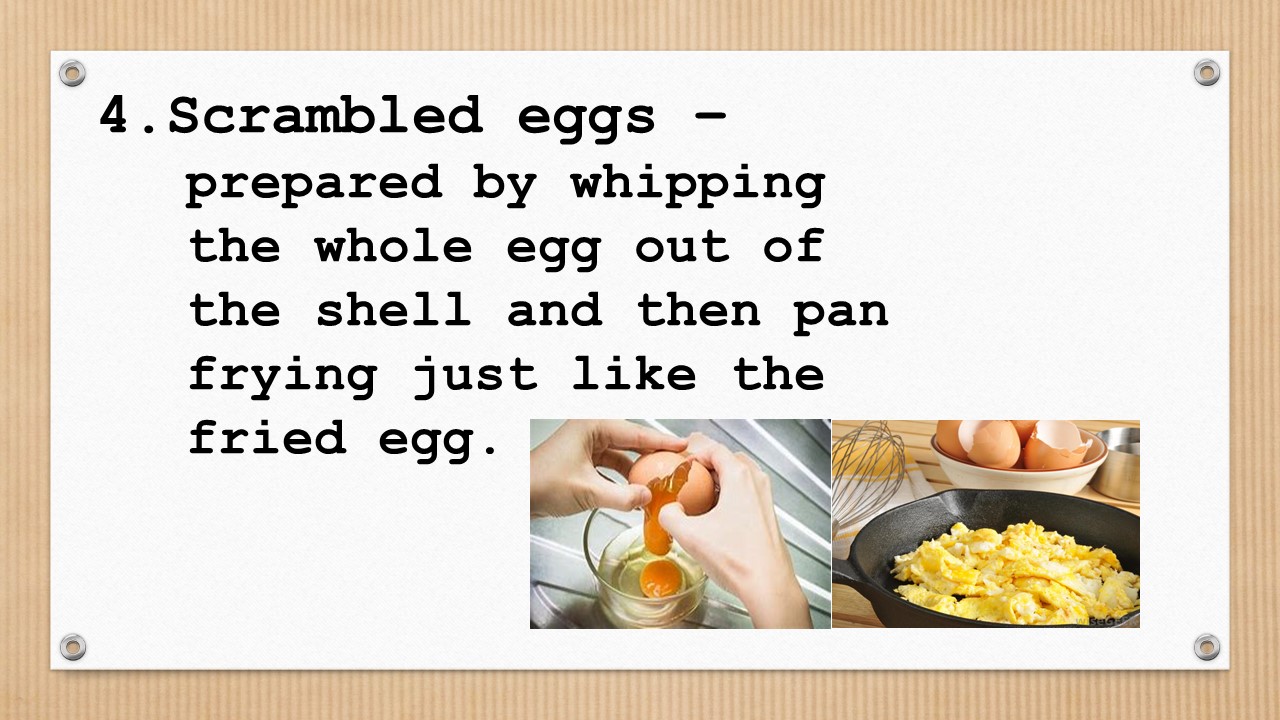 4.Scrambled eggs –
prepared by whipping
the whole egg out of
the shell and then pan
frying just like the
fried egg.